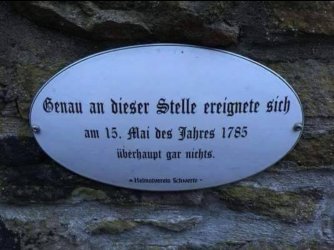 Genau an dieser Stelle ereignete sich
am 15. Mai des Jahres 1785
überhaupt gar nichts.
~ Heimatverein Schwerte ~